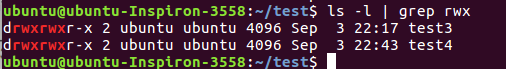 ubuntu@ubuntu-Inspiron-3558:~/test$ ls -l | grep rwx
drwxrwxr-x 2 ubuntu ubuntu 4096 Sep  3 22:17 test3
drwxrwxr-x 2 ubuntu ubuntu 4096 Sep  3 22:43 test4
ubuntu@ubuntu-Inspiron-3558:~/test$